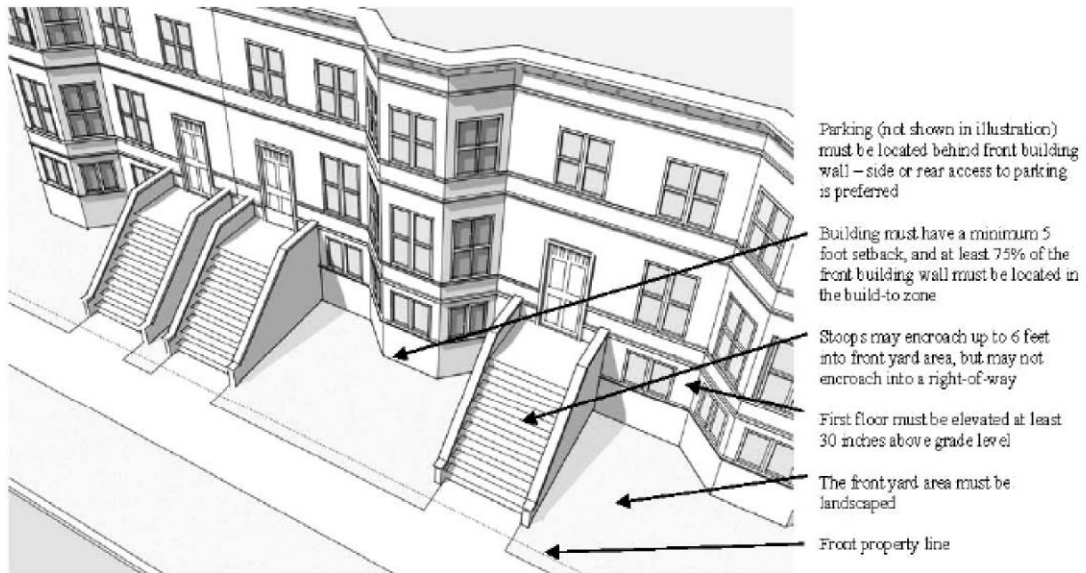 Parking (not shown in illustration)
must be located behind front building
wall – side or rear access to parking
is preferred
Building must have a minimum 5
foot setback, and at least 75% of the
front building wall must be located in
the build-to zone
Stoops may encroach up to 6 feet
into front yard area, but may not
encroach into a right-of-way
First floor must be elevated at least
30 inches above grade level
The front yard area must be
landscaped
Front property line